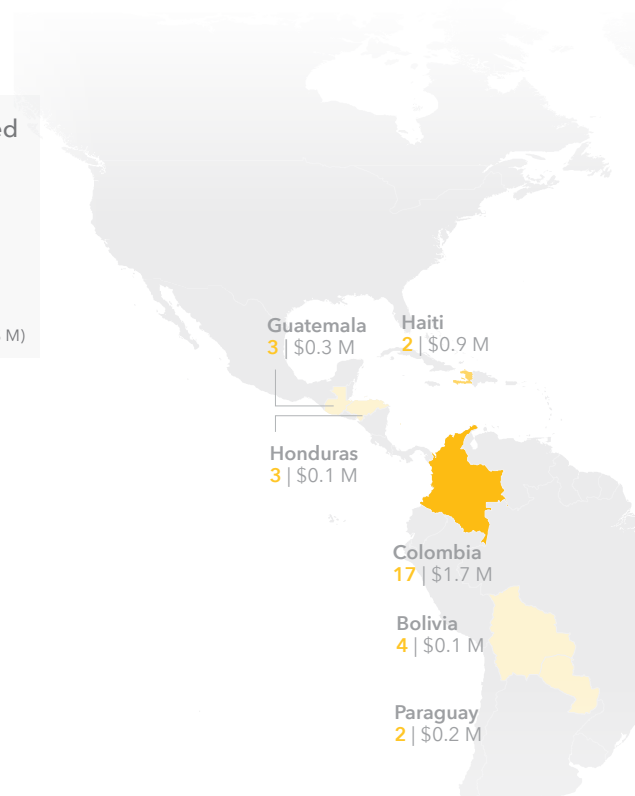 ed
M)
Guatemala
3 | $0.3 M
Haiti
2 | $0.9 M
Honduras
3 | $0.1 M
Colombia
17 | $1.7 M
Bolivia
4 | $0.1 M
Paraguay
2 | $0.2 M